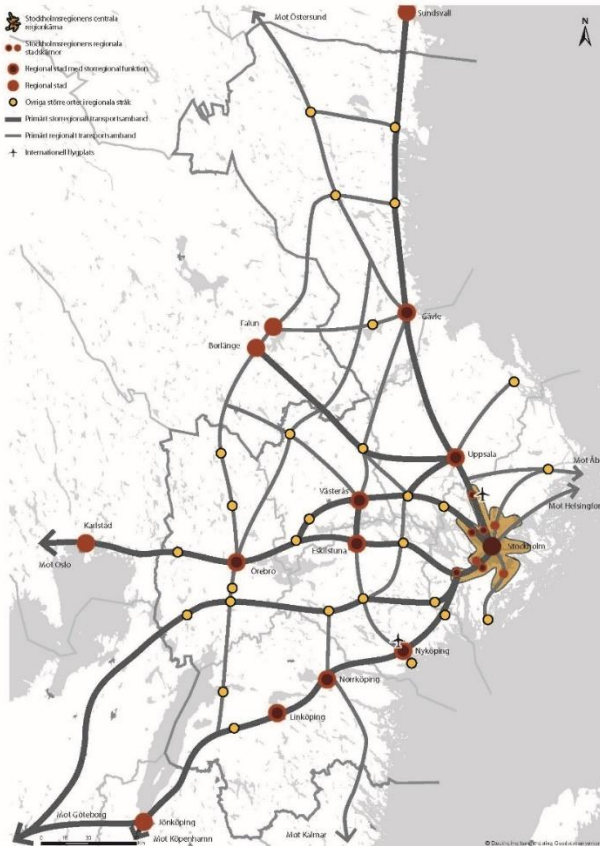 Stockholmsregionens centrala
regionkärna
Stockholmsregionens regionala
stadskärnor
Regional stad med storregional funktion
Regional stad
Övriga större orter i regionala stråk
Primärt storregionalt transportsamband
Primärt regionalt transportsamband
Internationell flygplats
Mot Östersund
Sundsvall
N
Gävle
Falun
Borlänge
Uppsala
Mot Åb
Mot Helsingfor
Västerås
Karlstad
Eskilstuna
Stockholm
Mot Oslo
Örebro
Nyköping
Norrköping
Linköping
Mot Göteborg
Jönköping
Mot Köpenhamn
Mot Kalmar